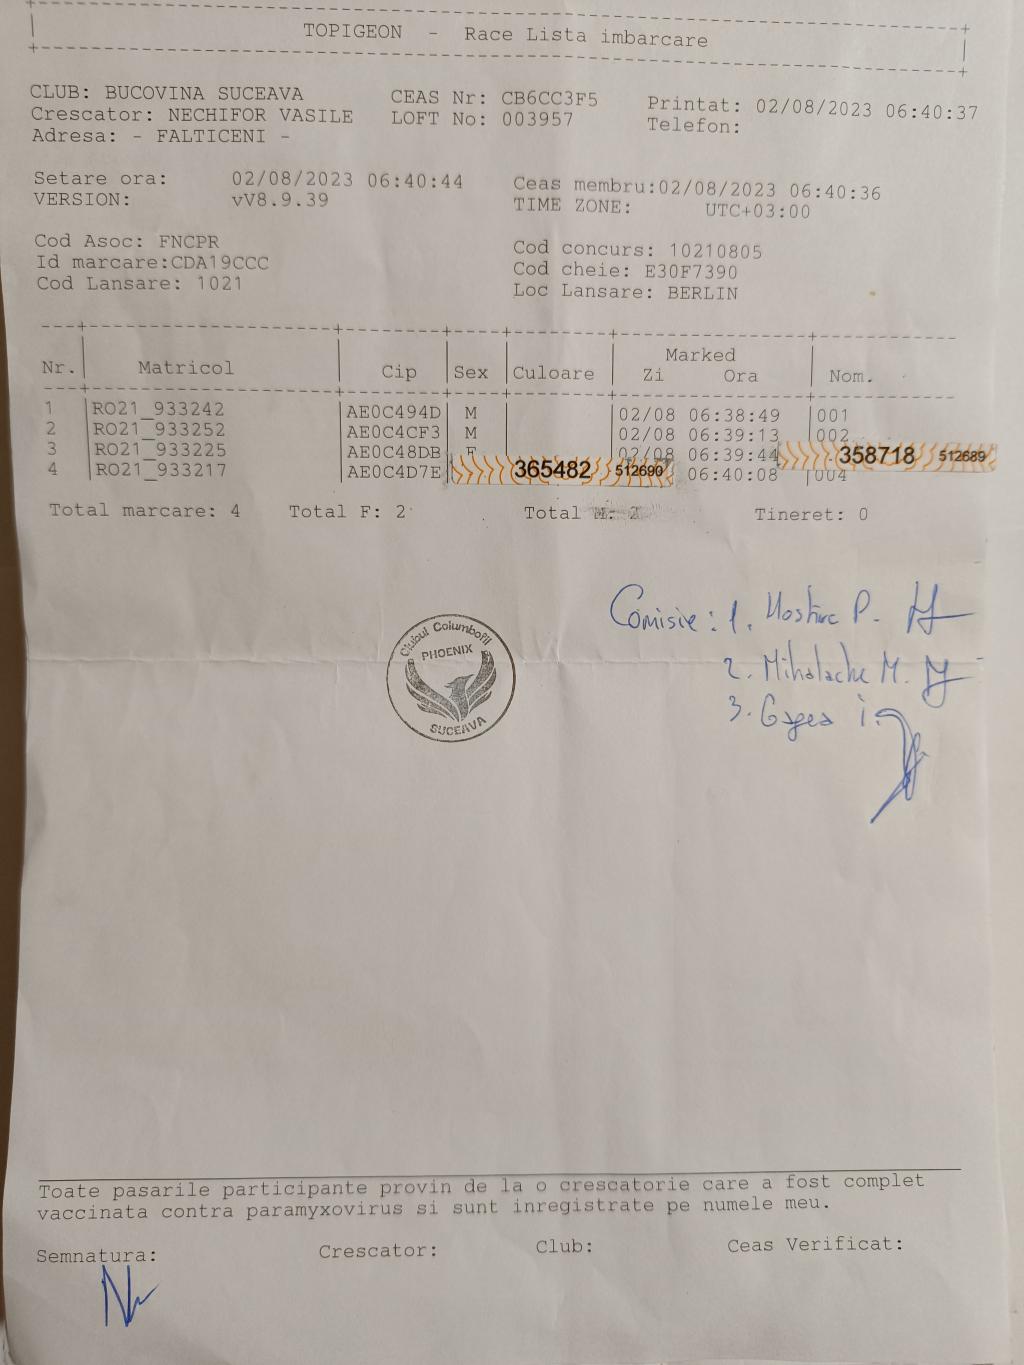 TOPIGEON - Race Lista imbarcare
CLUB: BUCOVINA SUCEAVA CEAS Nr: CB6CC3F5 Printat: 02/08/2023 06:40:37
Crescator: NECHIFOR VASILE LOFT No: 003957 Telefon:
Adresa: - FALTICENI -
Setare ora: 02/08/2023 06:40:44 Ceas membru:02/08/2023 06:40:36
VERSION: vV8.9.39 TIME ZONE: UTC+03:00
Cod Asoc: FNCPR Cod concurs: 10210805
Id marcare:CDA19CCC Cod cheie: E30F7390
Cod Lansare: 1021 Loc Lansare: BERLIN
Marked
Nr. Matricol Cip Sex Culoare Zi Ora Nom.
1 RO21_933242 AE0C494D M 02/08 06:38:49 001
2 RO21_933252 AE0C4CF3 M 02/08 06:39:13 002
3 RO21_933225 AE0C48DB F 02/08 06:39:44 358718 512689
4 RO21_933217 AE0C4D7E 365482 512690 06:40:08 004
Total marcare: 4 Total F: 2 Total M: 2 Tineret: 0
Comisie: 1. P.
2. Mihalache M.
3. Gagea i.
Clubul Columbofil
PHOENIX
SUCEAVA
Toate pasarile participante provin de la o crescatorie care a fost complet
vaccinata contra paramyxovirus si sunt inregistrate pe numele meu.
Semnatura: Crescator: Club: Ceas Verificat: